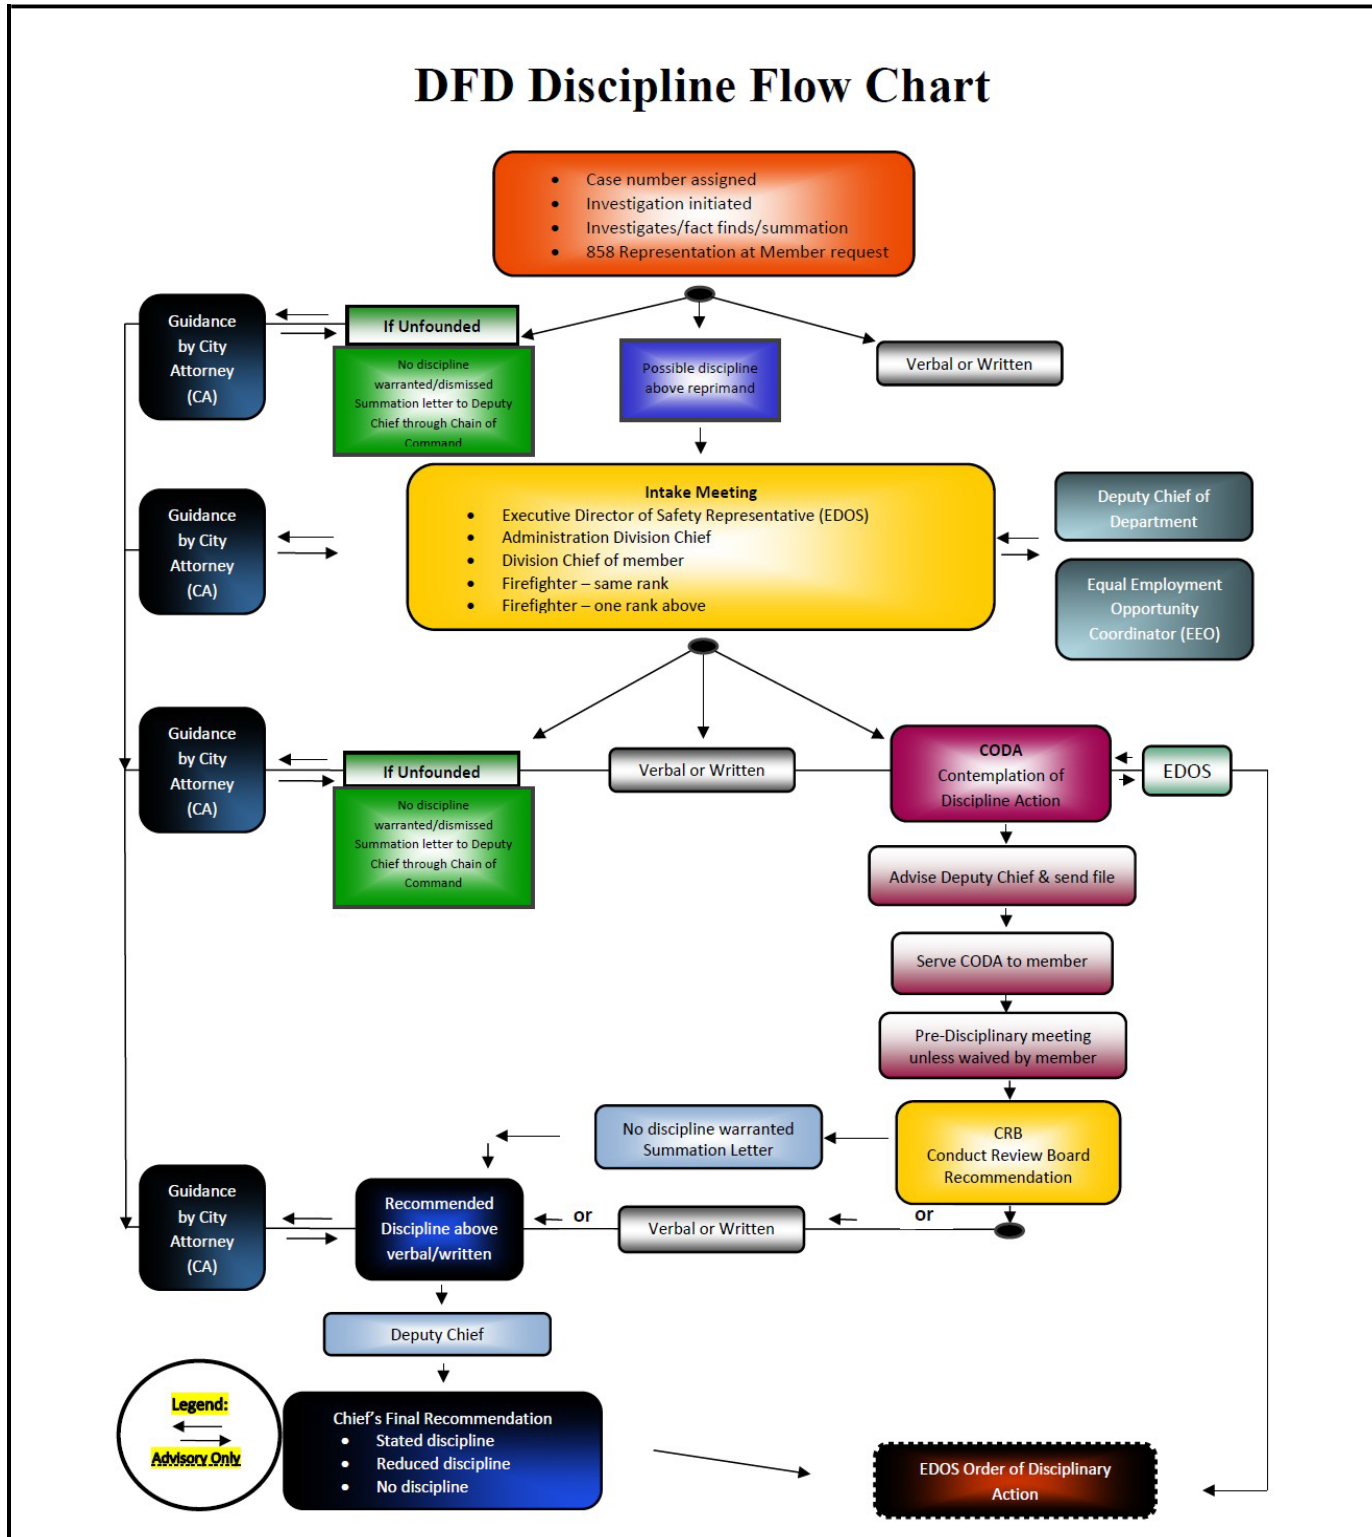 DFD Discipline Flow Chart
• Case number assigned
• Investigation initiated
• Investigates/fact finds/summation
• 858 Representation at Member request
Guidance
by City
Attorney
(CA)
If Unfounded
No discipline
warranted/dismissed
Summation letter to Deputy
Chief through Chain of
Command
Possible discipline
above reprimand
Verbal or Written
Guidance
by City
Attorney
(CA)
Intake Meeting
• Executive Director of Safety Representative (EDOS)
• Administration Division Chief
• Division Chief of member
• Firefighter – same rank
• Firefighter – one rank above
Deputy Chief of
Department
Equal Employment
Opportunity
Coordinator (EEO)
Guidance
by City
Attorney
(CA)
If Unfounded
No discipline
warranted/dismissed
Summation letter to Deputy
Chief through Chain of
Command
Verbal or Written
CODA
Contemplation of
Discipline Action
EDOS
Advise Deputy Chief & send file
Serve CODA to member
Pre-Disciplinary meeting
unless waived by member
CRB
Conduct Review Board
Recommendation
No discipline warranted
Summation Letter
Guidance
by City
Attorney
(CA)
Recommended
Discipline above
verbal/written
or
Verbal or Written
or
Deputy Chief
Legend:
Advisory Only
Chief’s Final Recommendation
• Stated discipline
• Reduced discipline
• No discipline
EDOS Order of Disciplinary
Action